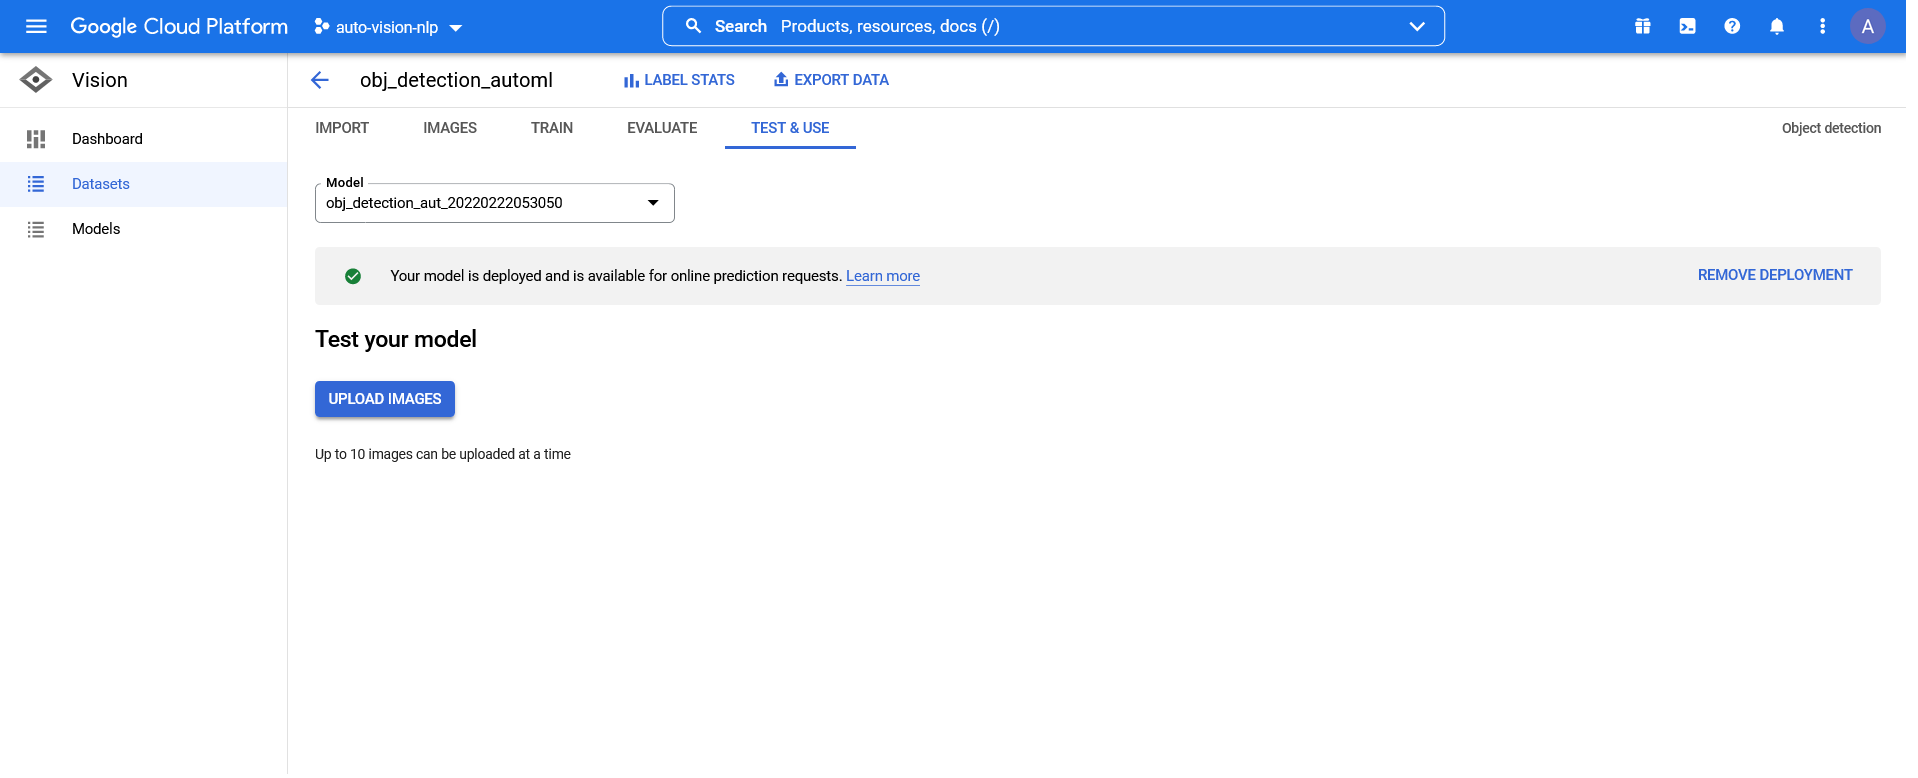 Google Cloud Platform
auto-vision-nlp
Search Products, resources, docs (/)
A
Vision
obj_detection_automl
LABEL STATS
EXPORT DATA
Dashboard
Datasets
Models
IMPORT
IMAGES
TRAIN
EVALUATE
TEST & USE
Object detection
Model
obj_detection_aut_20220222053050
Your model is deployed and is available for online prediction requests. Learn more
REMOVE DEPLOYMENT
Test your model
UPLOAD IMAGES
Up to 10 images can be uploaded at a time